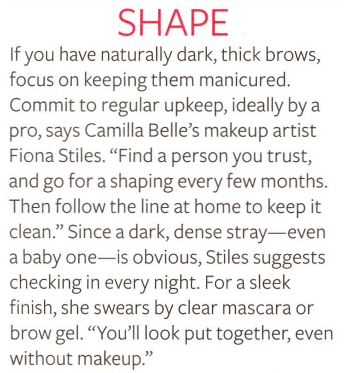 SHAPE
If you have naturally dark, thick brows,
focus on keeping them manicured.
Commit to regular upkeep, ideally by a
pro, says Camilla Belle’s makeup artist
Fiona Stiles. “Find a person you trust,
and go for a shaping every few months.
Then follow the line at home to keep it
clean.” Since a dark, dense stray—even
a baby one—is obvious, Stiles suggests
checking in every night. For a sleek
finish, she swears by clear mascara or
brow gel. “You’ll look put together, even
without makeup.”